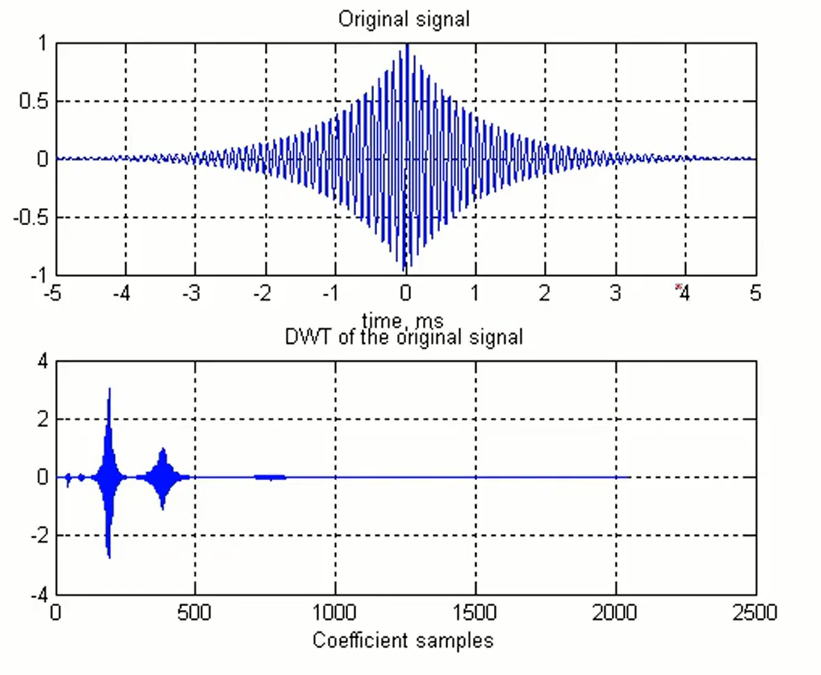 Original signal
1
0.5
0
-0.5
-1
-5 -4 -3 -2 -1 0 1 2 3 4 5
time, ms
DWT of the original signal
4
2
0
-2
-4
0 500 1000 1500 2000 2500
Coefficient samples